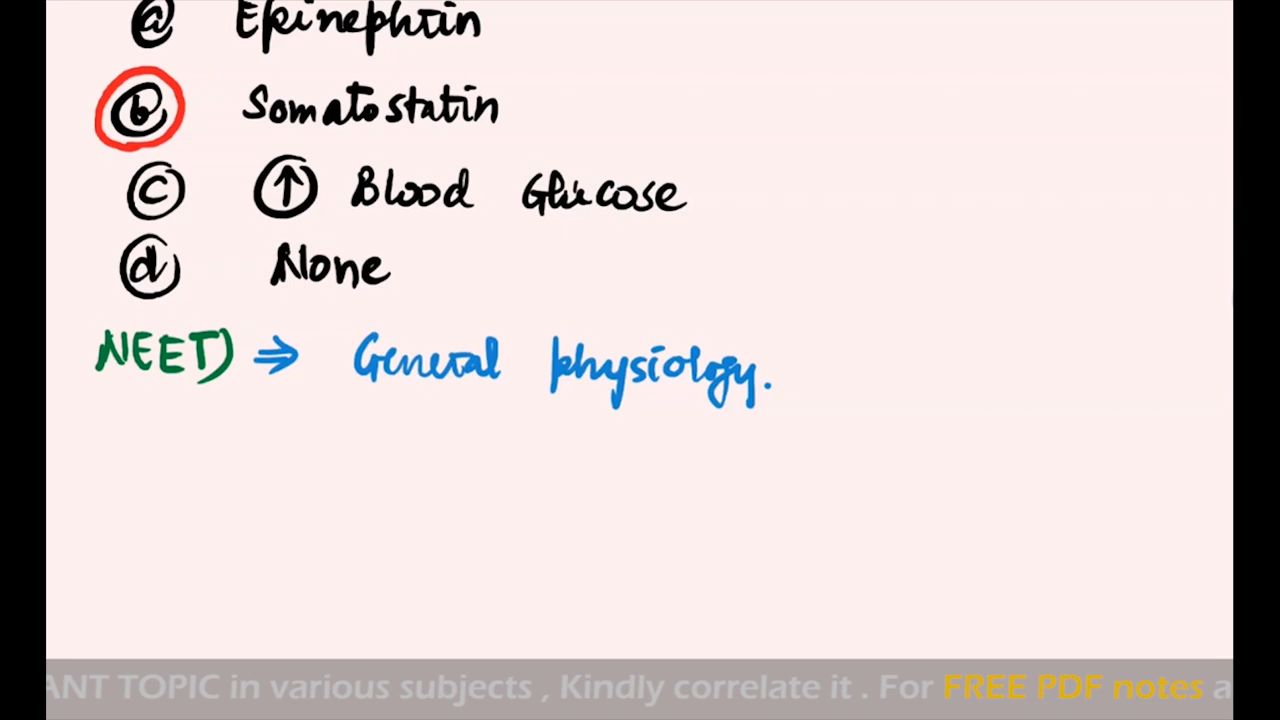 (a) Epinephrin
(b) Somatostatin
(c) ↑ Blood Glucose
(d) None
NEET) ⇒ General physiology.
ANT TOPIC in various subjects , Kindly correlate it . For FREE PDF notes a